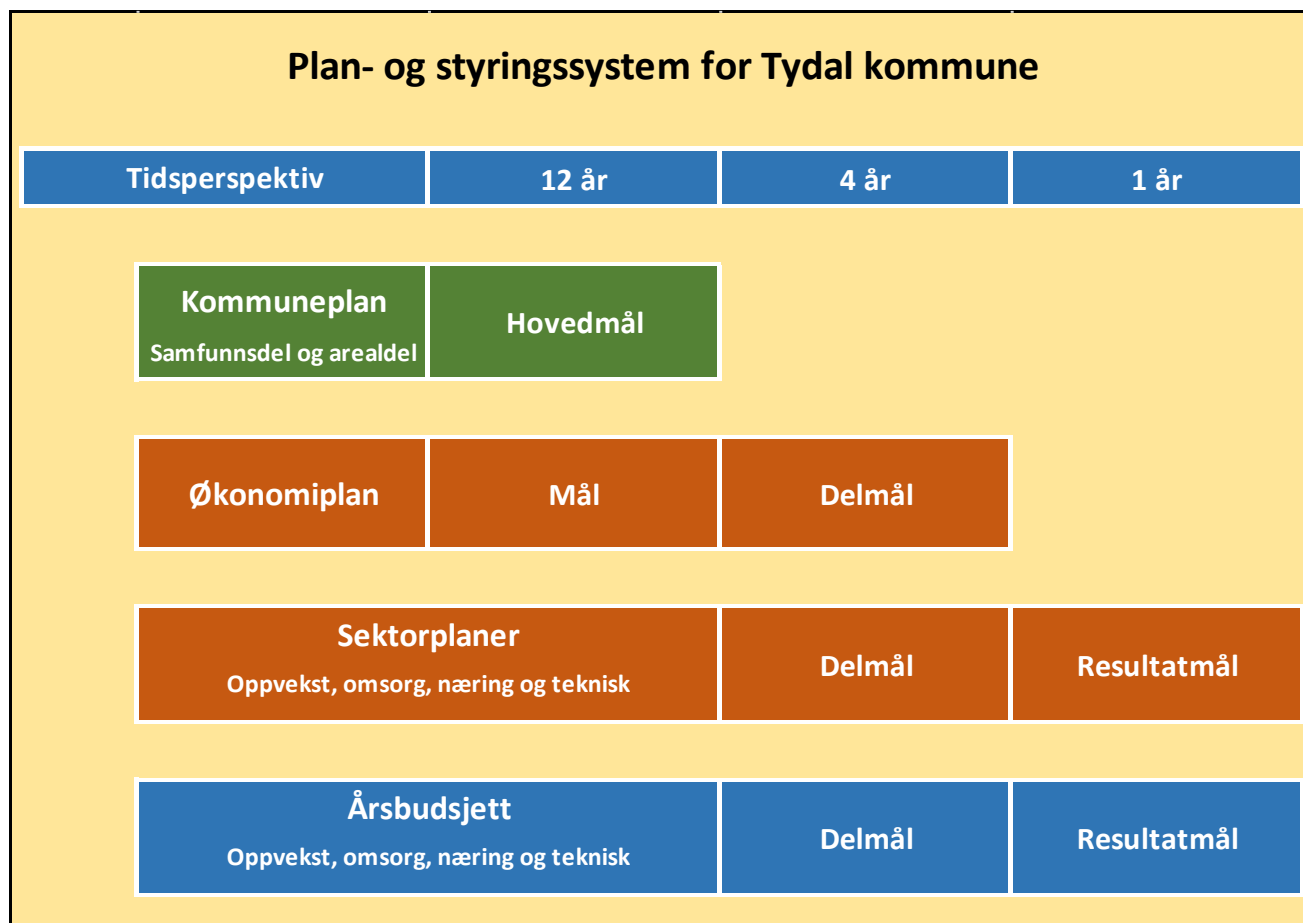 Plan- og styringssystem for Tydal kommune
Tidsperspektiv 12 år 4 år 1 år
Kommuneplan
Samfunnsdel og arealdel
Hovedmål
Økonomiplan Mål Delmål
Sektorplaner
Oppvekst, omsorg, næring og teknisk
Delmål Resultatmål
Årsbudsjett
Oppvekst, omsorg, næring og teknisk
Delmål Resultatmål